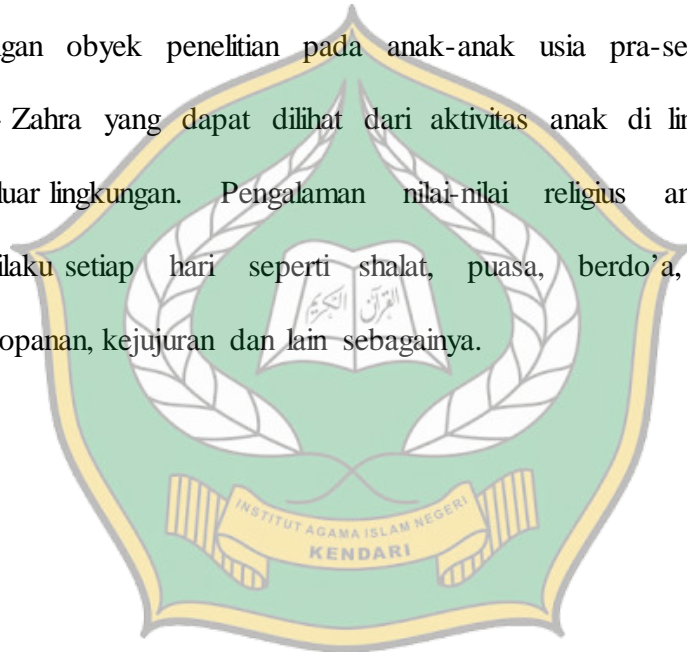 ngan obyek penelitian pada anak-anak usia pra-se
Zahra yang dapat dilihat dari aktivitas anak di lin
luar lingkungan. Pengalaman nilai-nilai religius an
ilaku setiap hari seperti shalat, puasa, berdo’a,
opanan, kejujuran dan lain sebagainya.
القرآن الكريم
INSTITUT AGAMA ISLAM NEGERI
KENDARI